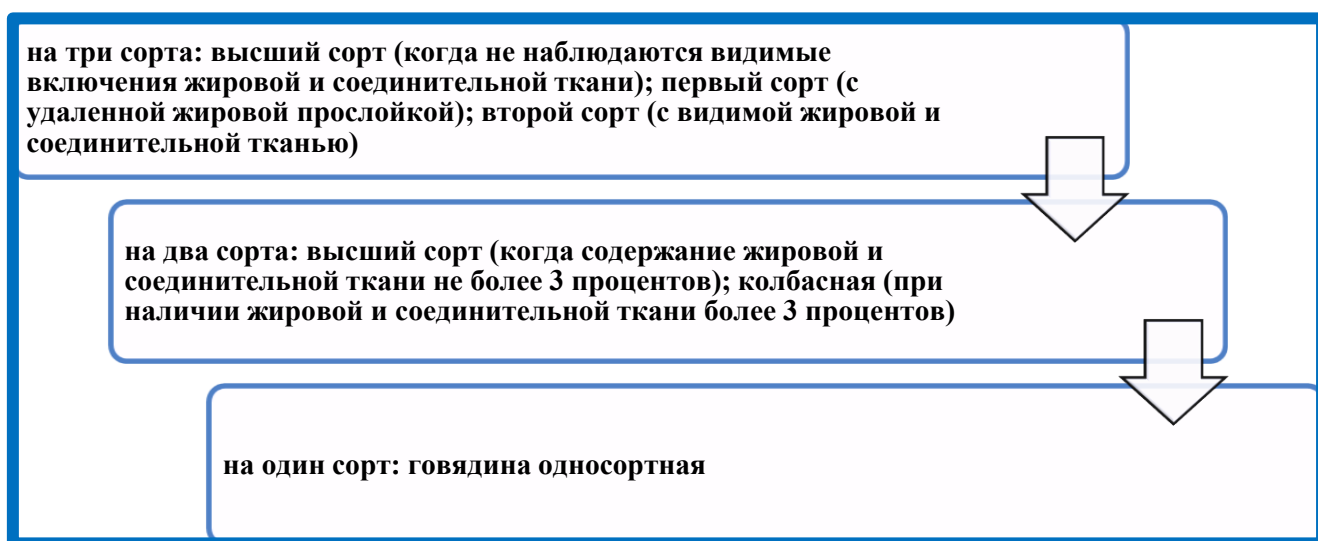 на три сорта: высший сорт (когда не наблюдаются видимые
включения жировой и соединительной ткани); первый сорт (с
удаленной жировой прослойкой); второй сорт (с видимой жировой и
соединительной тканью)
на два сорта: высший сорт (когда содержание жировой и
соединительной ткани не более 3 процентов); колбасная (при
наличии жировой и соединительной ткани более 3 процентов)
на один сорт: говядина односортная